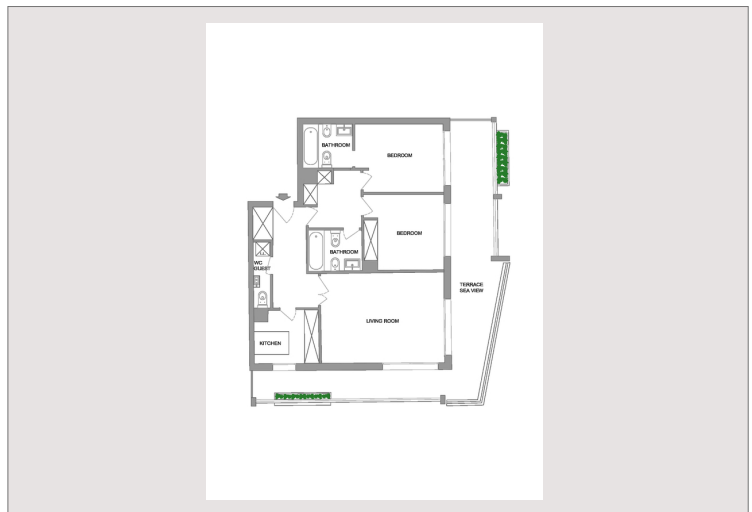 BATHROOM
BEDROOM
BEDROOM
BATHROOM
WC
GUEST
TERRACE
SEA VIEW
LIVING ROOM
KITCHEN